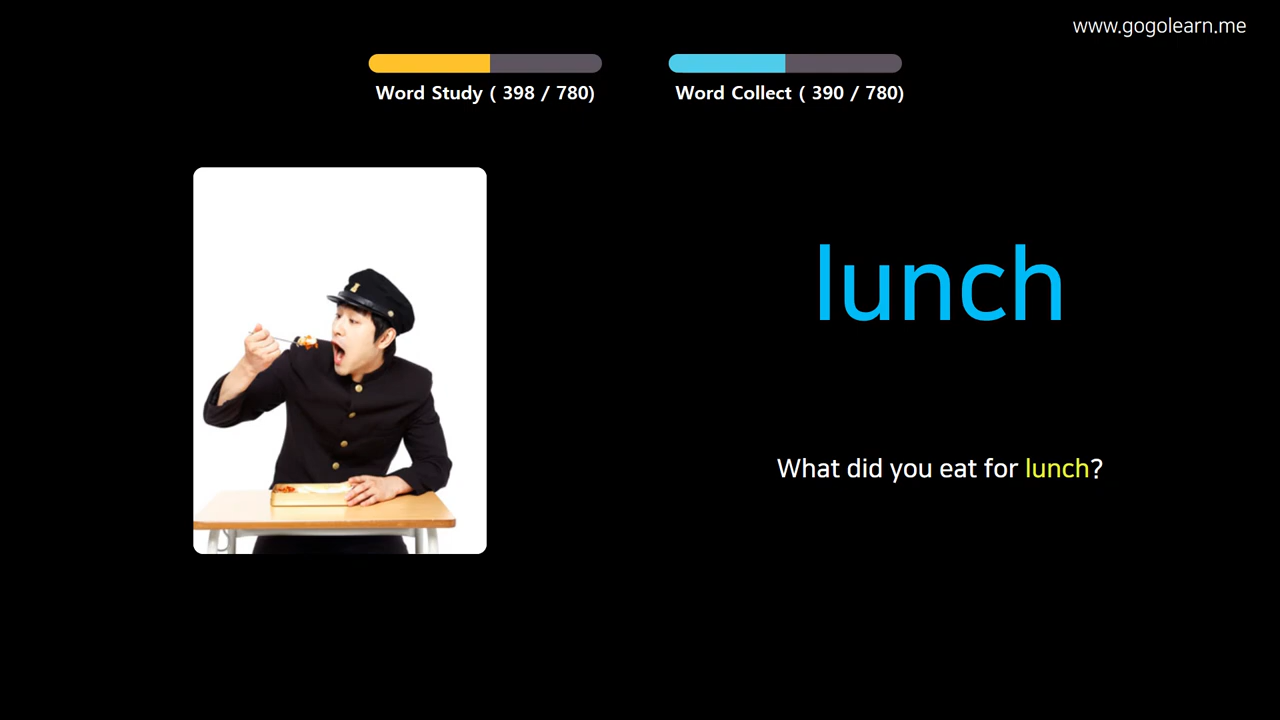 www.gogolearn.me
Word Study ( 398 / 780)
Word Collect ( 390 / 780)
lunch
What did you eat for lunch?